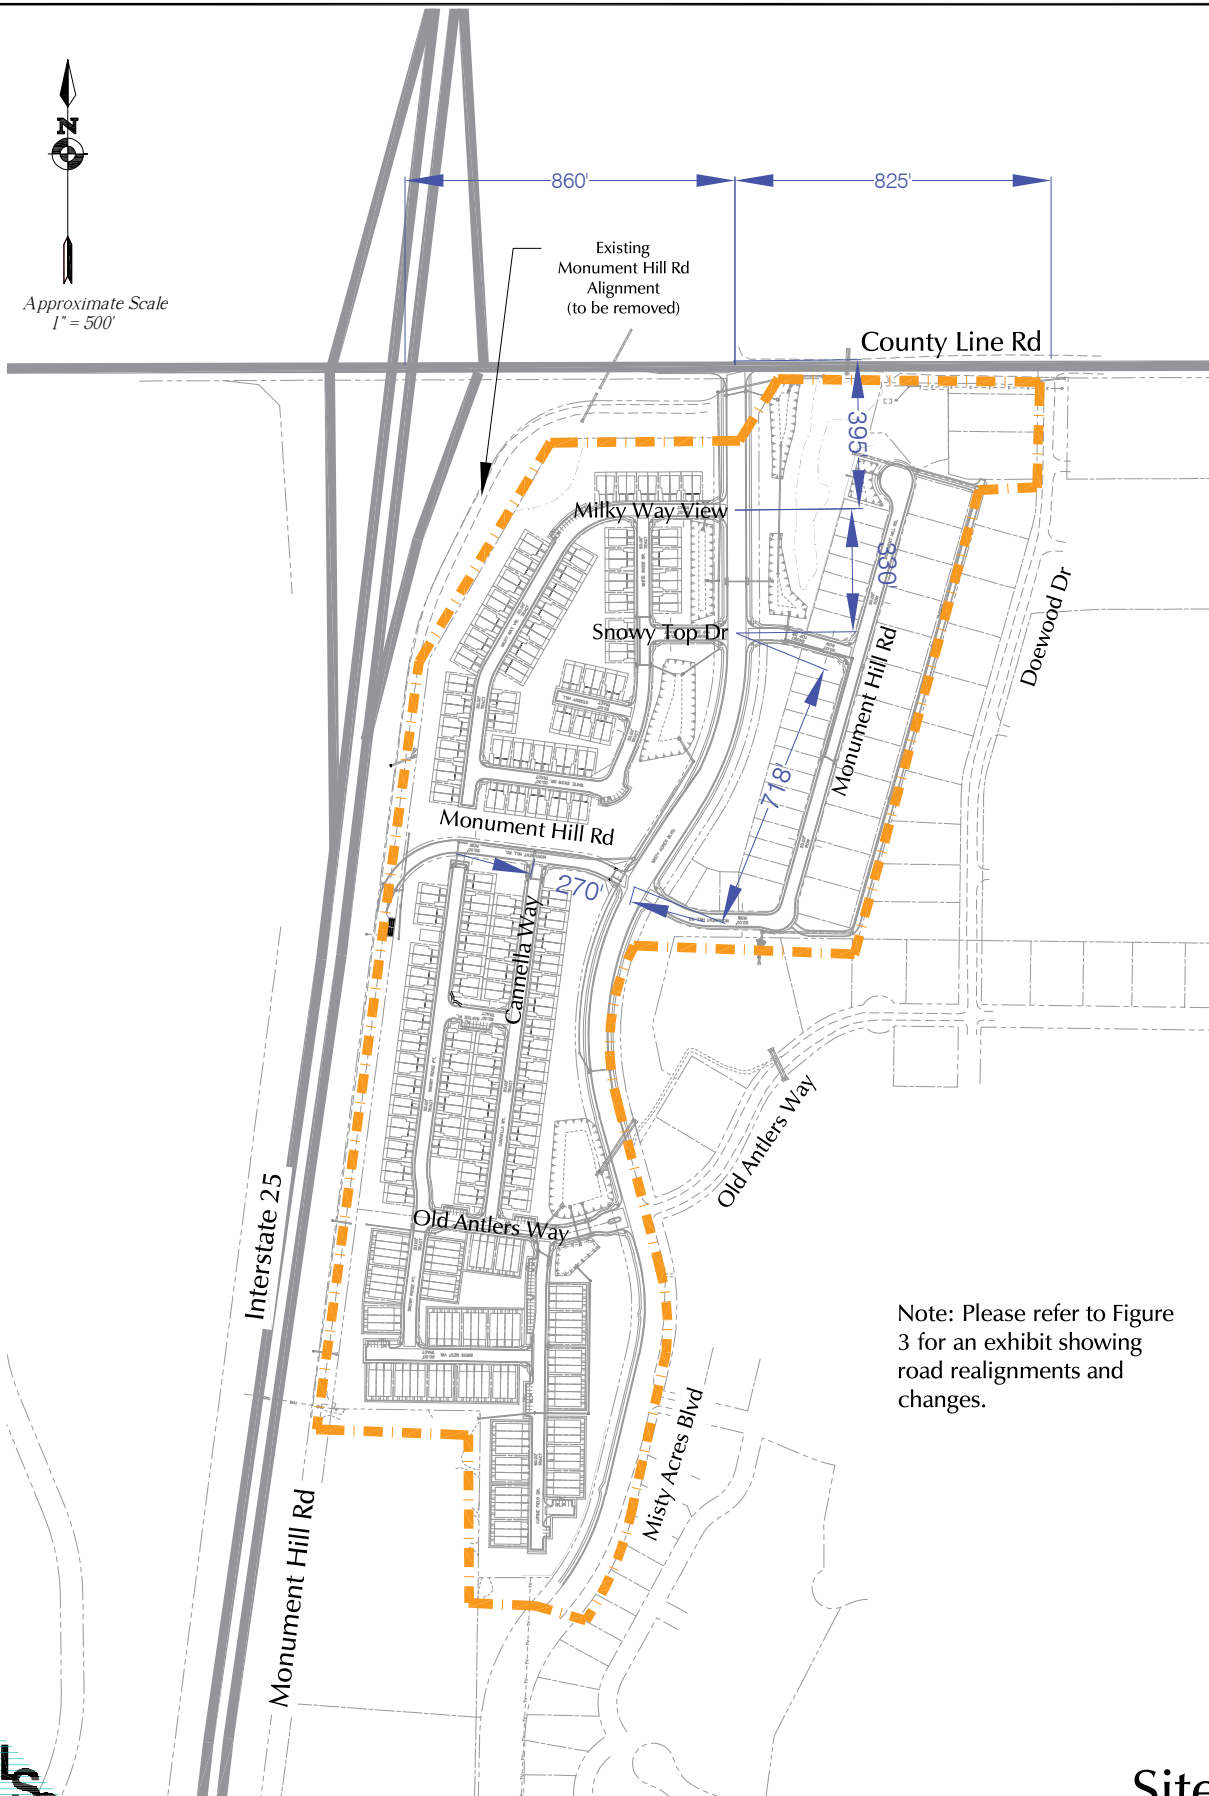 N
Approximate Scale
1" = 500'
860'
825'
Existing
Monument Hill Rd
Alignment
(to be removed)
County Line Rd
395'
Milky Way View
330'
Snowy Top Dr
Doewood Dr
Monument Hill Rd
718'
Monument Hill Rd
270'
Cannella Way
Old Antlers Way
Old Antlers Way
Interstate 25
Note: Please refer to Figure
3 for an exhibit showing
road realignments and
changes.
Misty Acres Blvd
Monument Hill Rd
LSC
Site